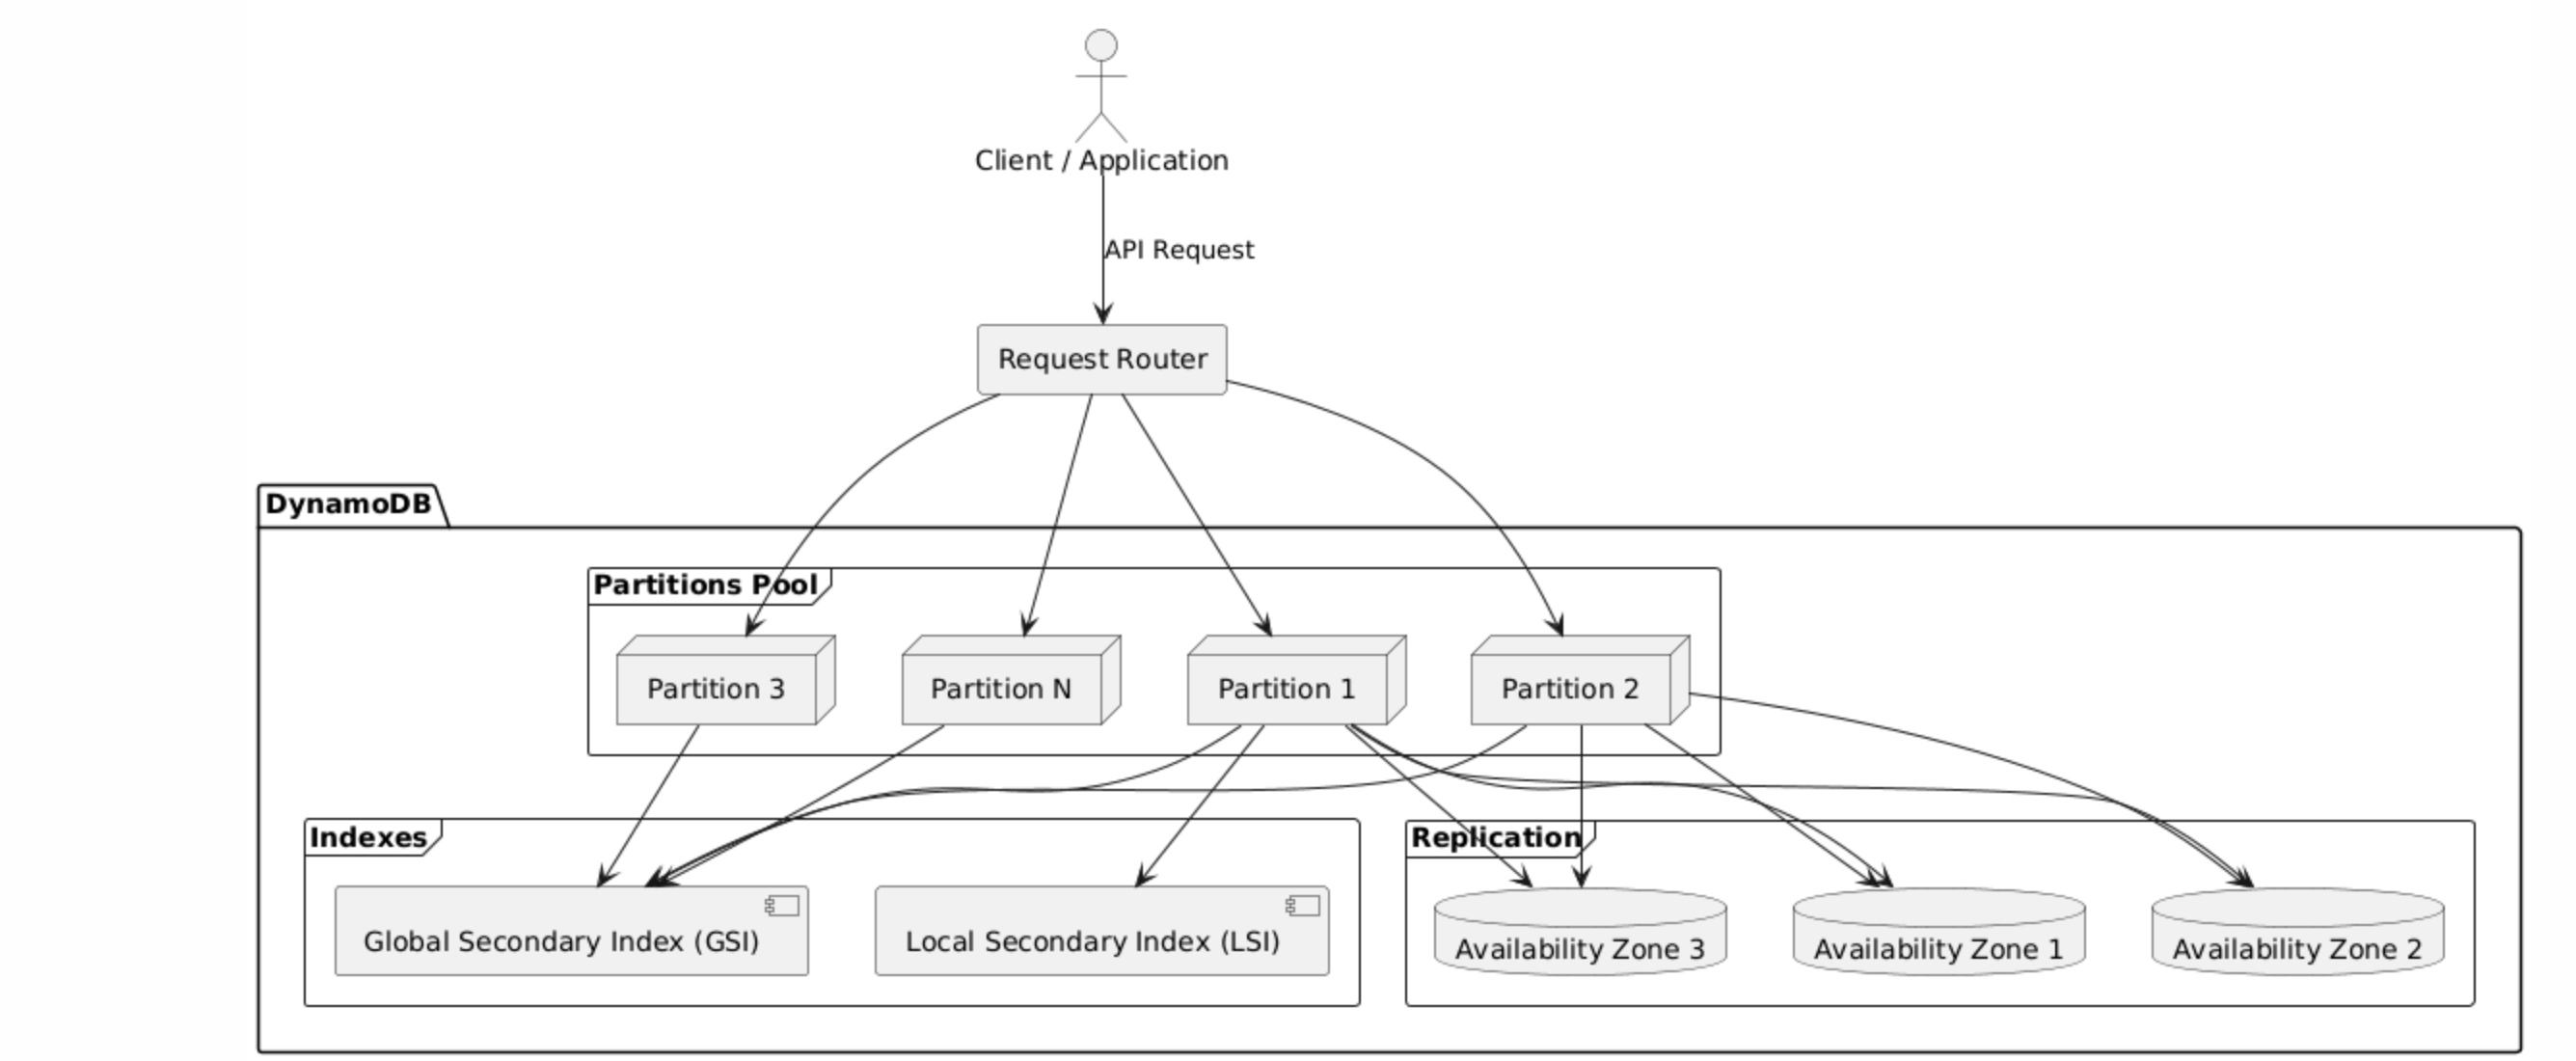 Client / Application
API Request
Request Router
DynamoDB
Partitions Pool
Partition 3
Partition N
Partition 1
Partition 2
Indexes
Global Secondary Index (GSI)
Local Secondary Index (LSI)
Replication
Availability Zone 3
Availability Zone 1
Availability Zone 2